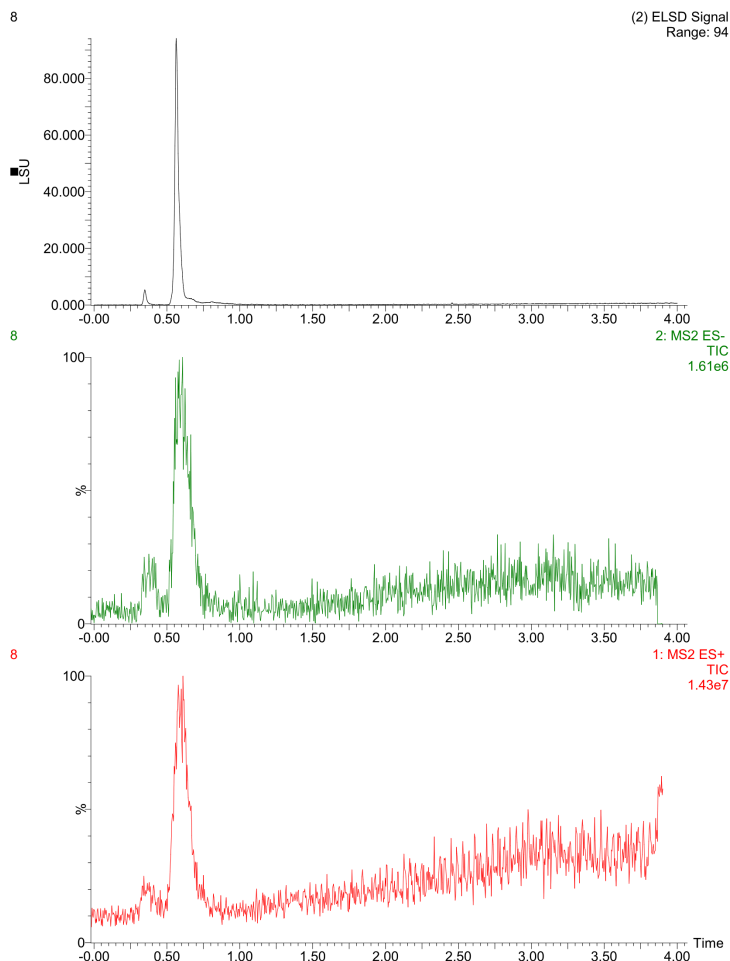 8
(2) ELSD Signal
Range: 94
80.000
60.000
LSU
40.000
20.000
0.000
-0.00 0.50 1.00 1.50 2.00 2.50 3.00 3.50 4.00
8
2: MS2 ES-
TIC
1.61e6
100
%
0
-0.00 0.50 1.00 1.50 2.00 2.50 3.00 3.50 4.00
8
1: MS2 ES+
TIC
1.43e7
100
%
0
Time
-0.00 0.50 1.00 1.50 2.00 2.50 3.00 3.50 4.00